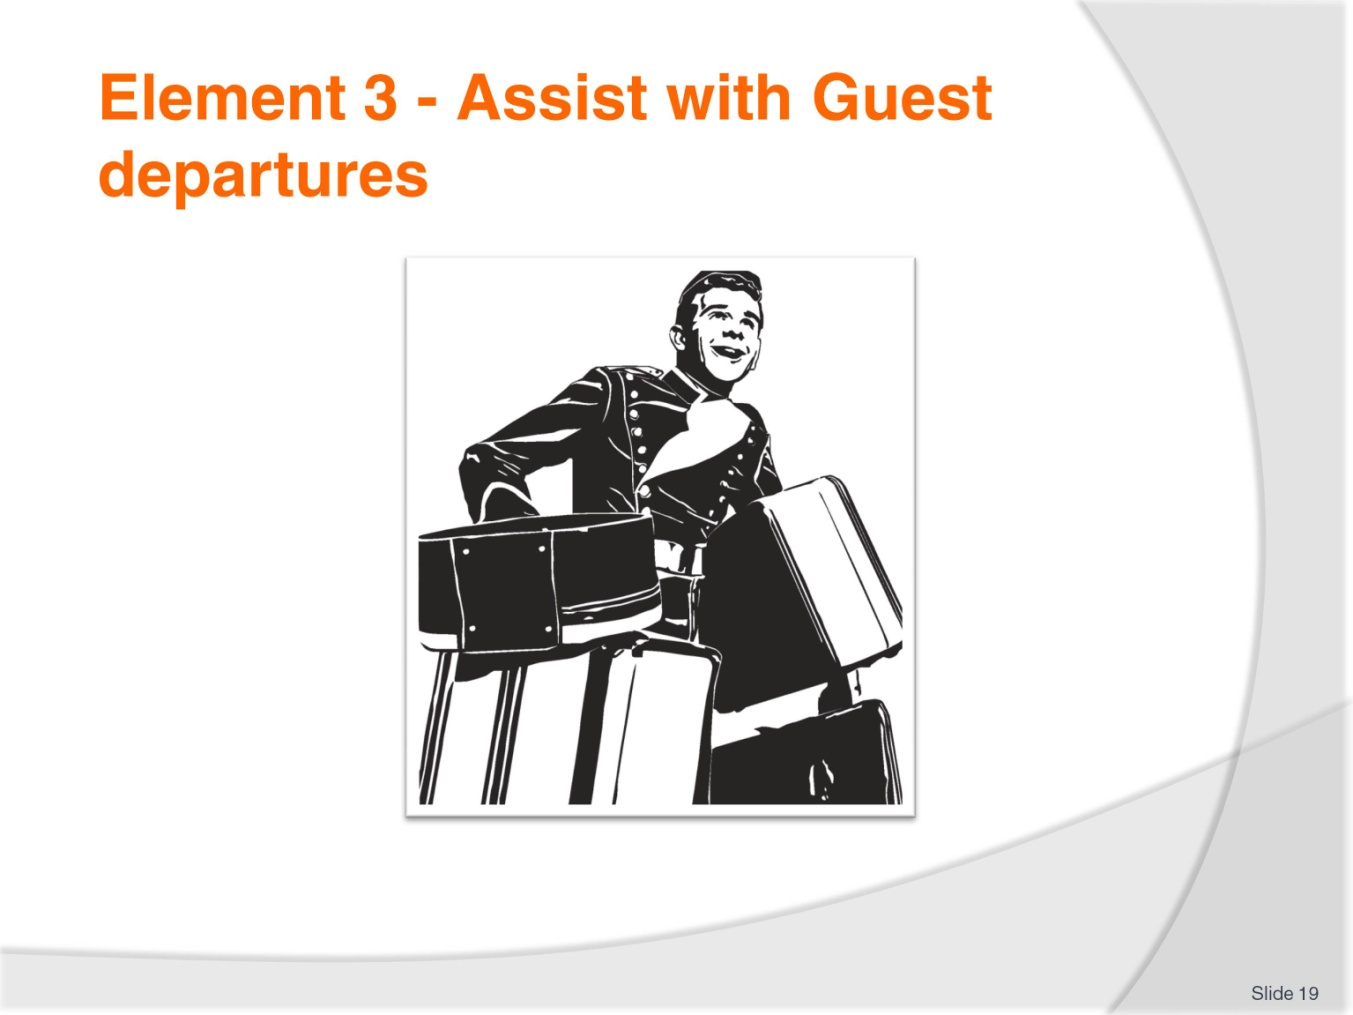 Element 3 - Assist with Guest
departures
Slide 19